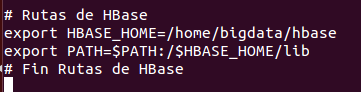 # Rutas de HBase
export HBASE_HOME=/home/bigdata/hbase
export PATH=$PATH:/$HBASE_HOME/lib
# Fin Rutas de HBase